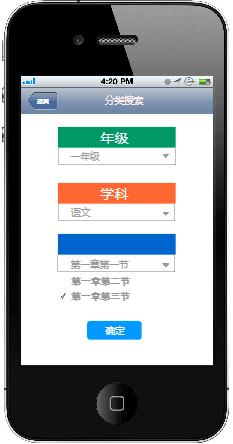 4:20 PM
返回
分类搜索
年级
一年级
学科
语文
第一章第一节
第一章第二节
第一章第三节
确定